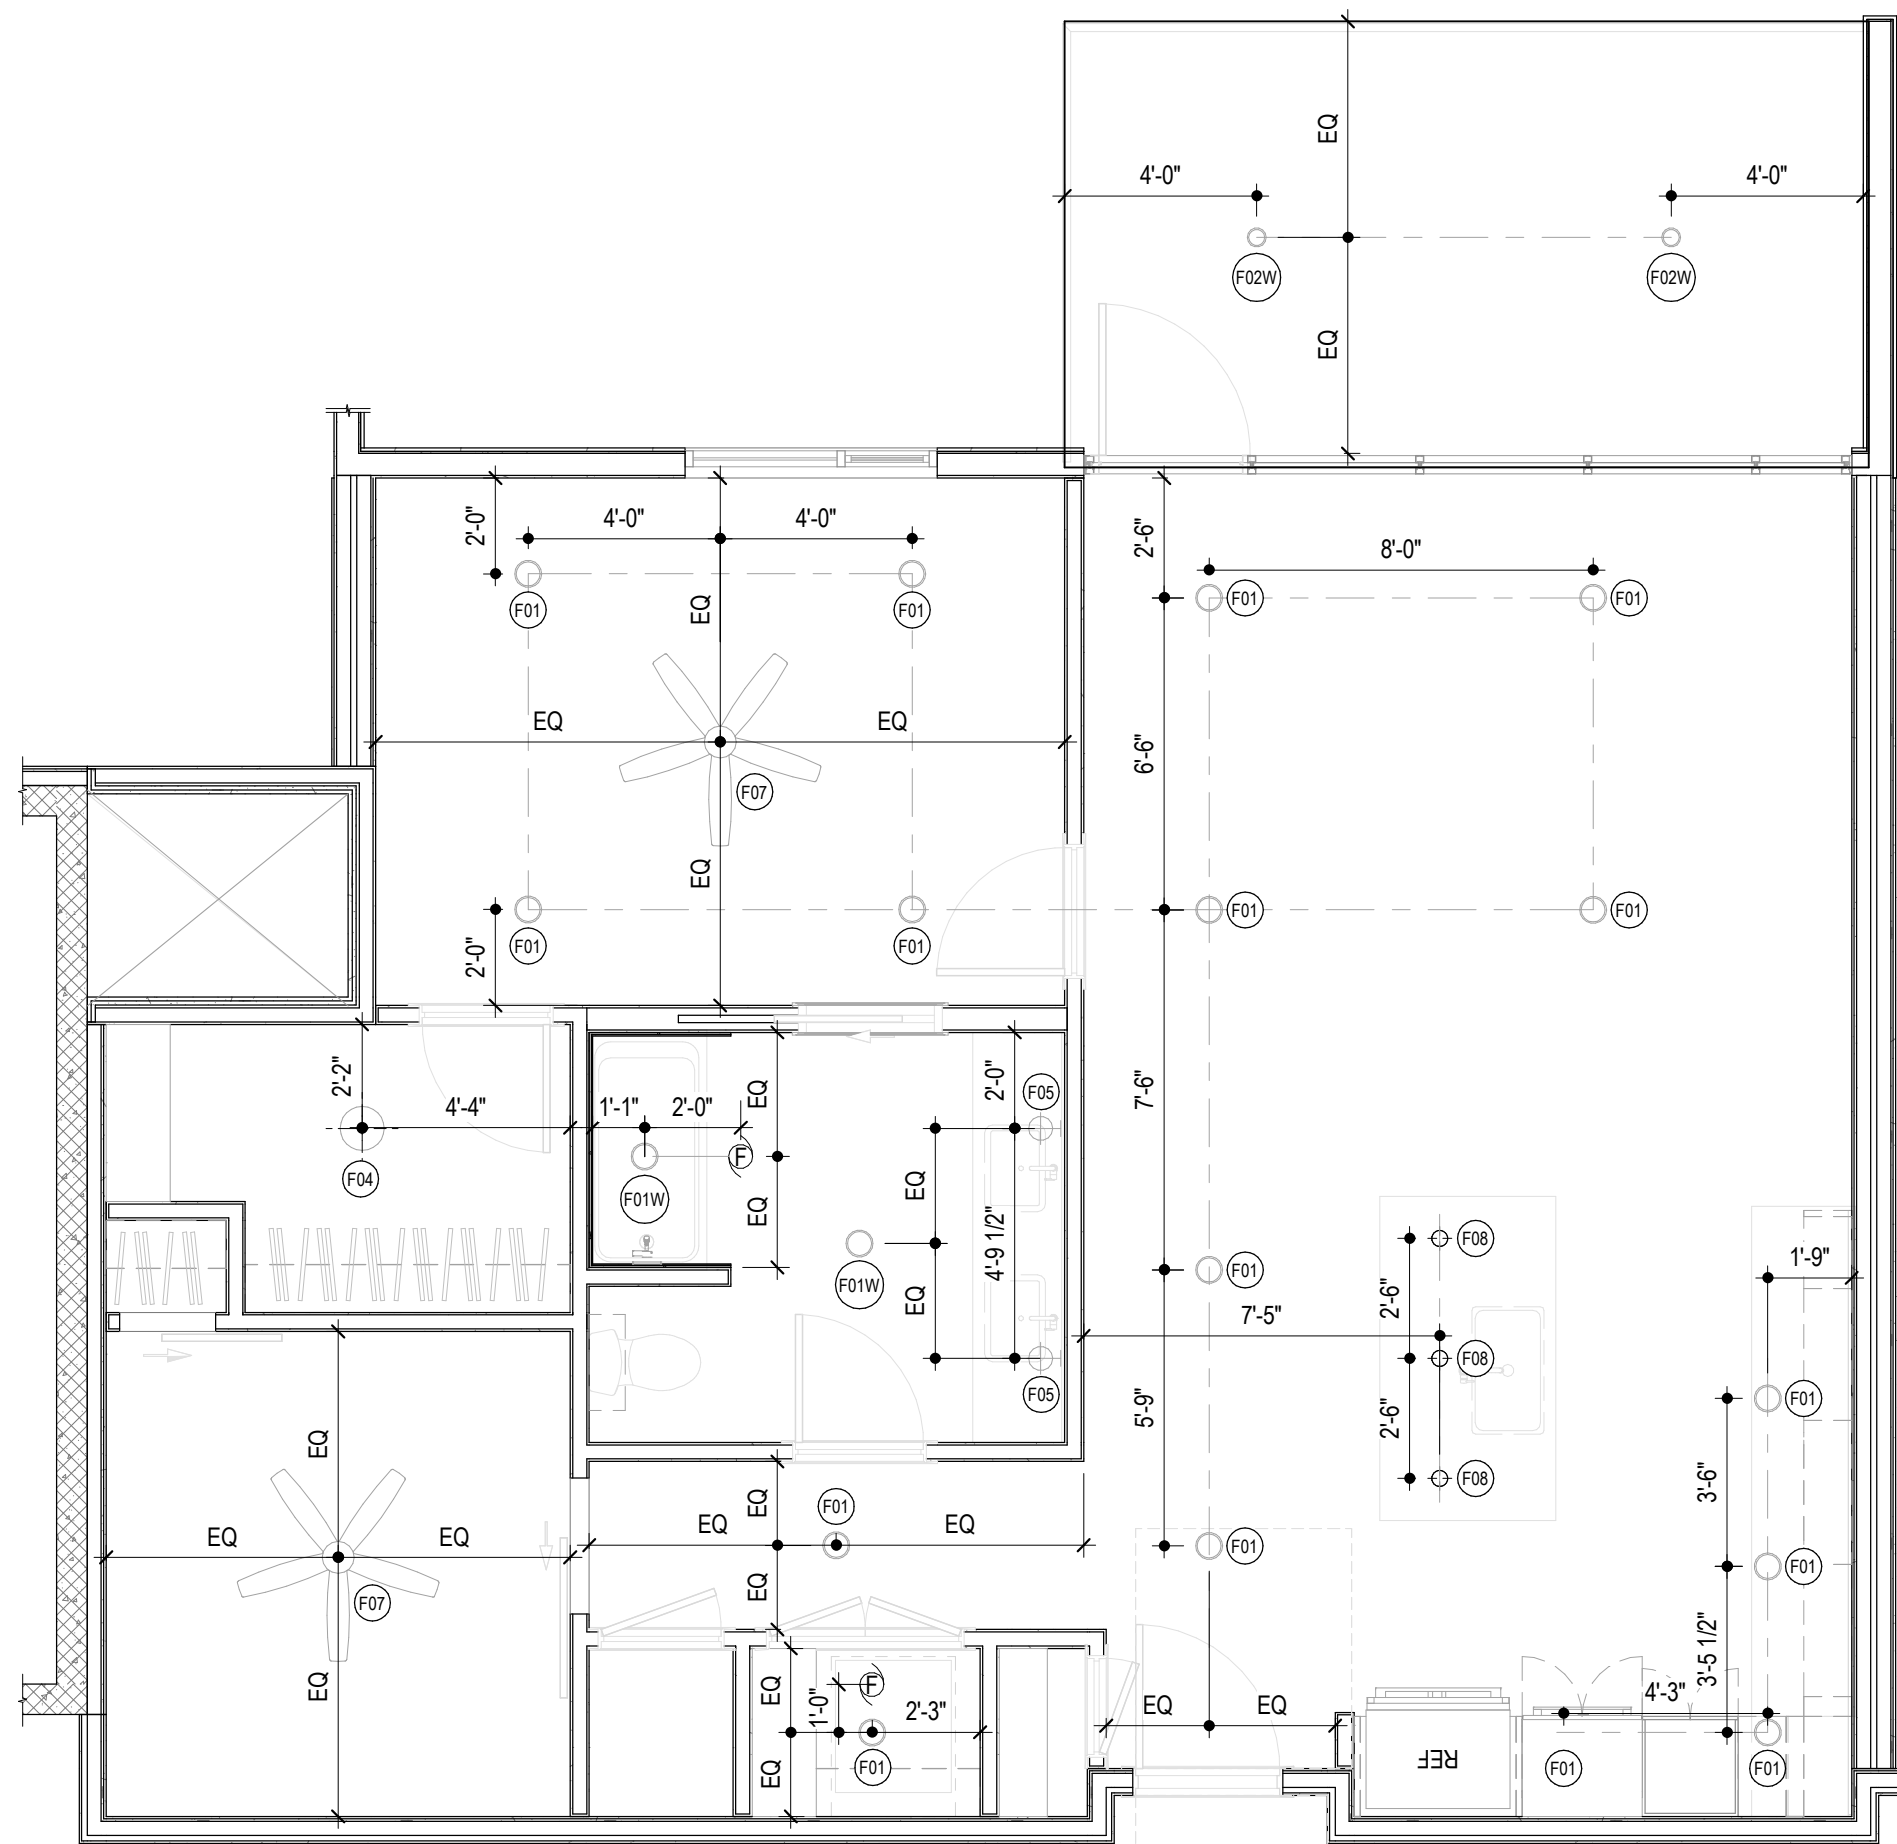 EQ
4'-0"
4'-0"
F02W
F02W
EQ
2'-0"
4'-0"
4'-0"
2'-6"
8'-0"
F01
F01
F01
F01
EQ
EQ
EQ
6'-6"
F07
EQ
F01
F01
2'-0"
F01
F01
2'-2"
4'-4"
F04
1'-1"
2'-0"
F
F01W
EQ
EQ
2'-0"
F05
7'-6"
EQ
4'-9 1/2"
F01W
EQ
F05
F01
F08
2'-6"
7'-5"
F08
2'-6"
F08
1'-9"
F01
5'-9"
3'-6"
EQ
EQ
EQ
F07
EQ
EQ
F01
EQ
EQ
EQ
F01
F01
3'-5 1/2"
EQ
F
1'-0"
2'-3"
EQ
F01
EQ
EQ
4'-3"
REF
F01
F01